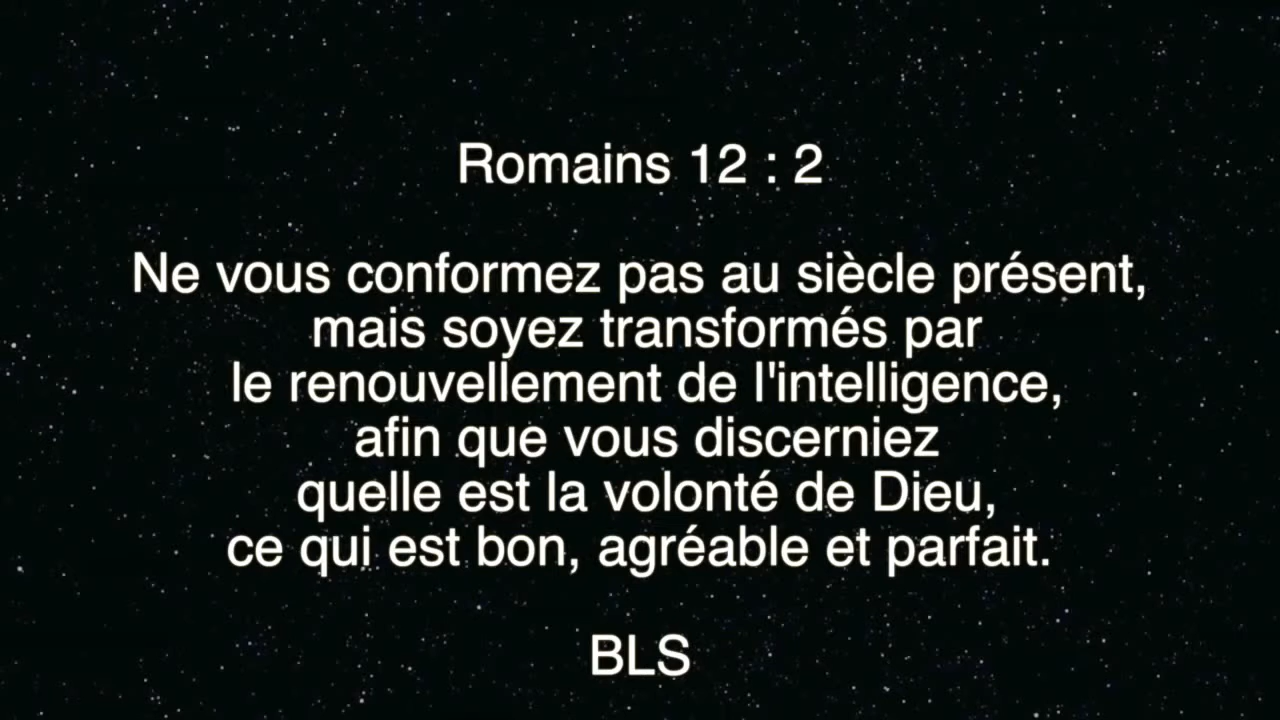 Romains 12 : 2
Ne vous conformez pas au siècle présent,
mais soyez transformés par
le renouvellement de l'intelligence,
afin que vous discerniez
quelle est la volonté de Dieu,
ce qui est bon, agréable et parfait.
BLS